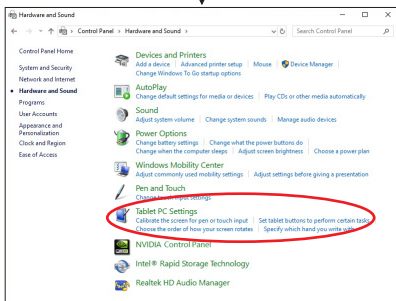 Hardware and Sound
Control Panel > Hardware and Sound >
Search Control Panel
Control Panel Home
System and Security
Network and Internet
Hardware and Sound
Programs
User Accounts
Appearance and
Personalization
Clock and Region
Ease of Access
Devices and Printers
Add a device | Advanced printer setup | Mouse | Device Manager |
Change Windows To Go startup options
AutoPlay
Change default settings for media or devices | Play CDs or other media automatically
Sound
Adjust system volume | Change system sounds | Manage audio devices
Power Options
Change battery settings | Change what the power buttons do
Change when the computer sleeps | Adjust screen brightness | Choose a power plan
Windows Mobility Center
Adjust commonly used mobility settings | Adjust settings before giving a presentation
Pen and Touch
Change touch input settings
Tablet PC Settings
Calibrate the screen for pen or touch input | Set tablet buttons to perform certain tasks
Choose the order of how your screen rotates | Specify which hand you write with
NVIDIA Control Panel
Intel® Rapid Storage Technology
Realtek HD Audio Manager